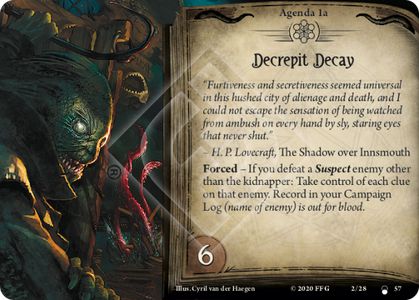 Agenda 1a
Decrepit Decay
"Furtiveness and secretiveness seemed universal
in this hushed city of alienage and death, and I
could not escape the sensation of being watched
from ambush on every hand by sly, staring eyes
that never shut."
– H. P. Lovecraft, The Shadow over Innsmouth
Forced – If you defeat a Suspect enemy other
than the kidnapper: Take control of each clue
on that enemy. Record in your Campaign
Log (name of enemy) is out for blood.
6
Illus. Cyril van der Haegen
© 2020 FFG
2/28
57